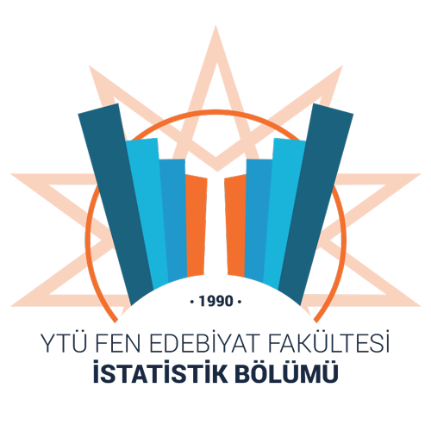 · 1990 ·
YTÜ FEN EDEBİYAT FAKÜLTESİ
İSTATİSTİK BÖLÜMÜ